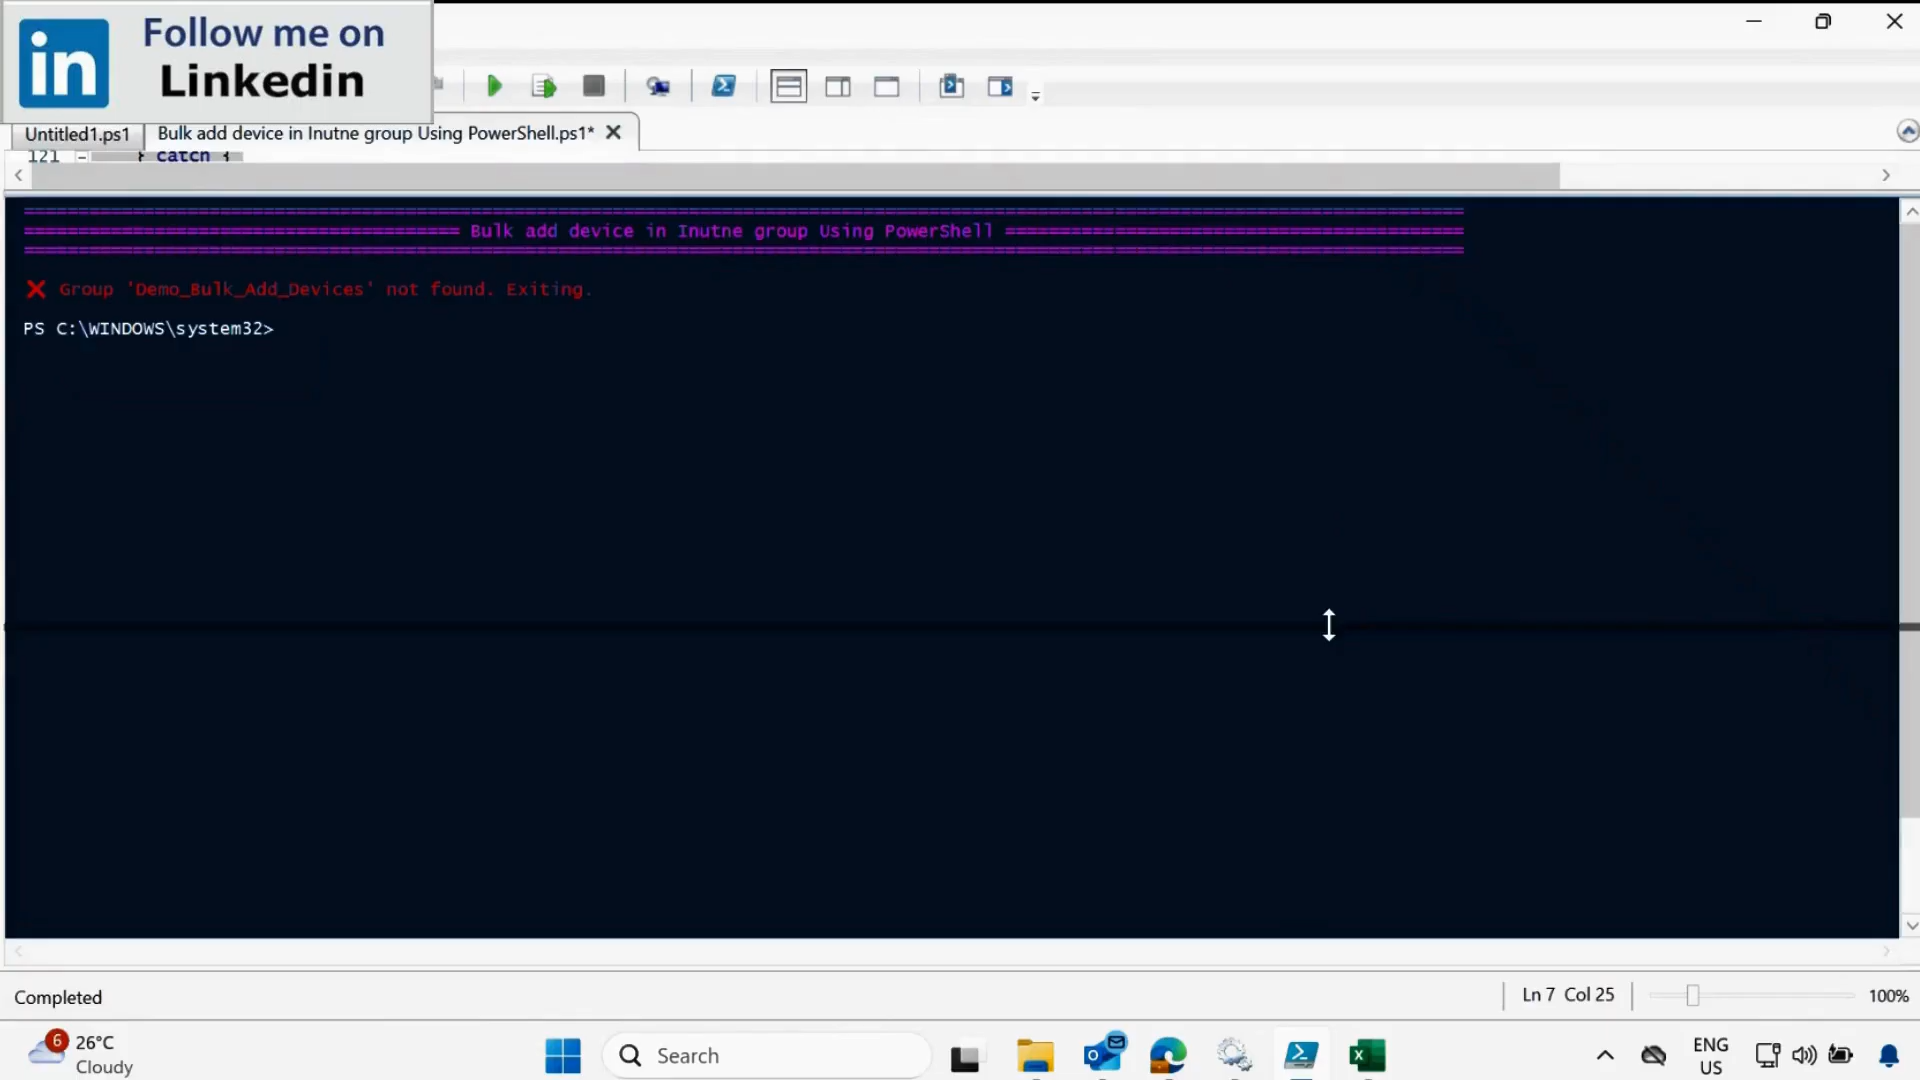 in
Follow me on
Linkedin
Untitled1.ps1
Bulk add device in Inutne group Using PowerShell.ps1*
121 } catch {
================================================================
======================================== Bulk add device in Inutne group Using PowerShell ==========================================
================================================================
❌ Group 'Demo_Bulk_Add_Devices' not found. Exiting.
PS C:\WINDOWS\system32>
Completed
Ln 7 Col 25
100%
6
26°C
Cloudy
Search
ENG
US